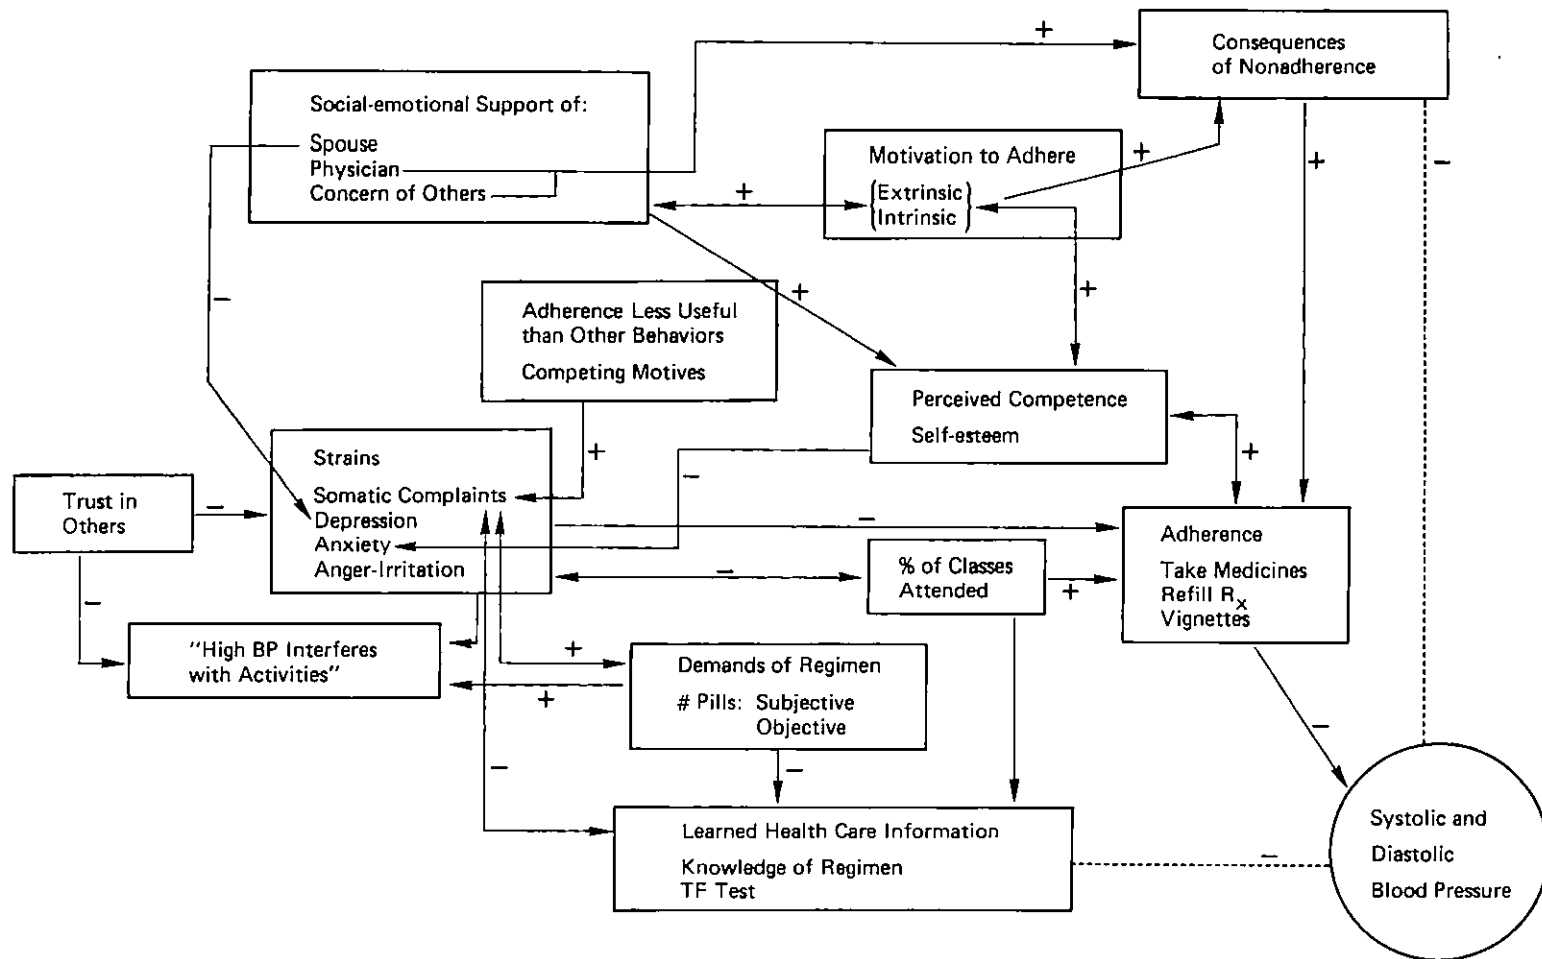 Consequences
of Nonadherence
+
Social-emotional Support of:
Spouse
Physician
Concern of Others
Motivation to Adhere
{Extrinsic}
{Intrinsic}
+
+
+
−
−
Adherence Less Useful
than Other Behaviors
Competing Motives
+
+
Perceived Competence
Self-esteem
+
+
−
Strains
Somatic Complaints
Depression
Anxiety
Anger-Irritation
Trust in
Others
−
−
−
−
% of Classes
Attended
+
Adherence
Take Medicines
Refill Rx
Vignettes
"High BP Interferes
with Activities"
+
+
Demands of Regimen
# Pills: Subjective
Objective
−
−
−
Learned Health Care Information
Knowledge of Regimen
TF Test
−
Systolic and
Diastolic
Blood Pressure